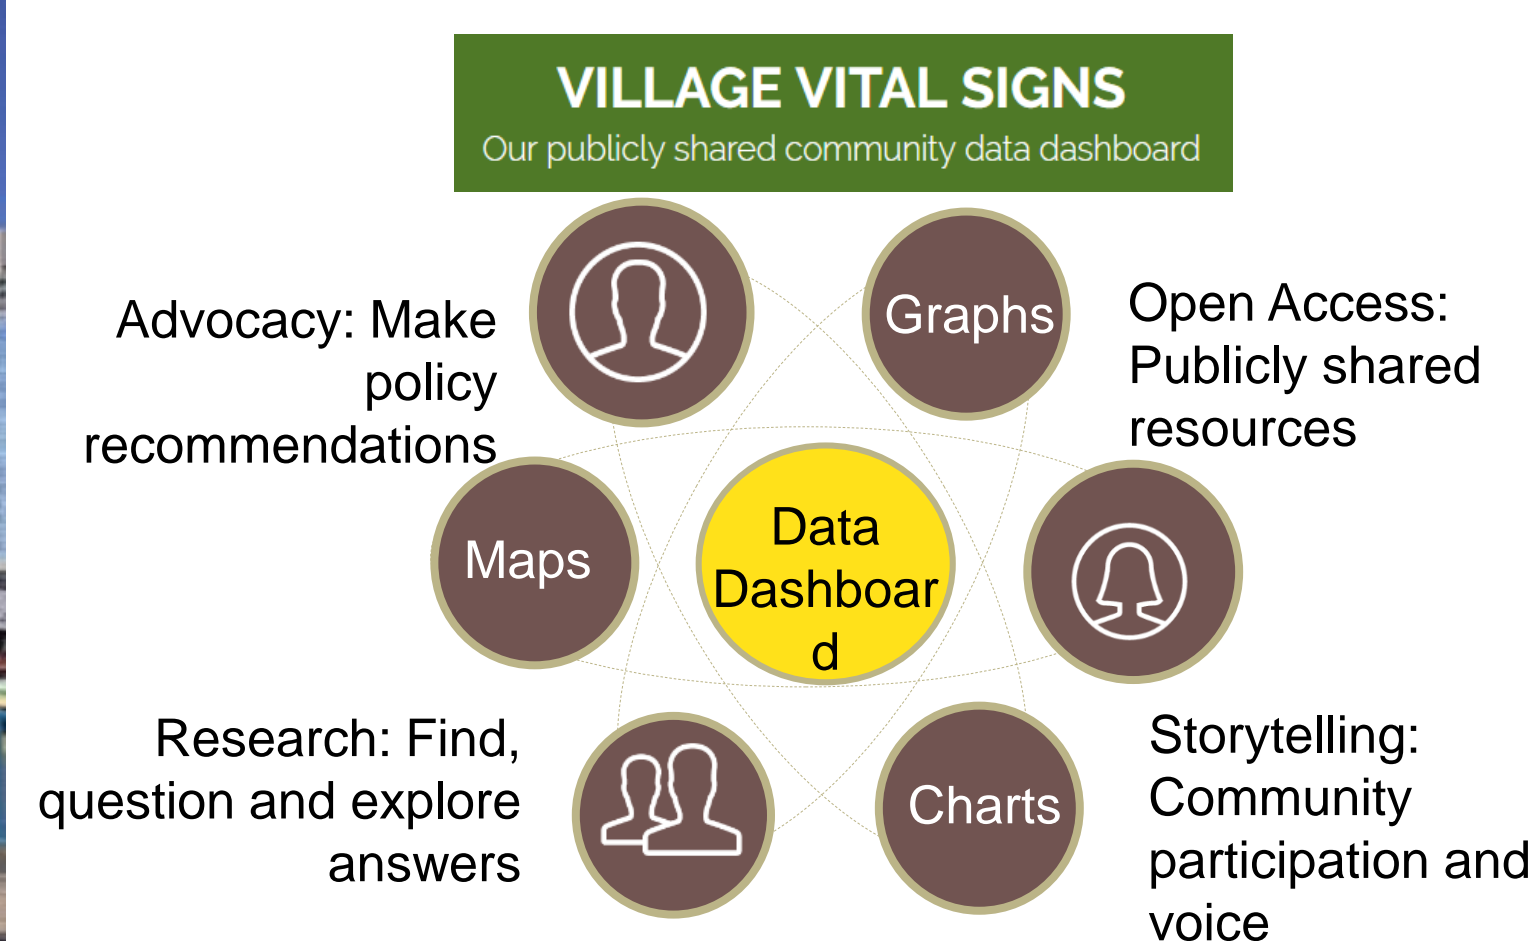 VILLAGE VITAL SIGNS
Our publicly shared community data dashboard
Advocacy: Make
policy
recommendations
Graphs
Open Access:
Publicly shared
resources
Maps
Data
Dashboar
d
Research: Find,
question and explore
answers
Charts
Storytelling:
Community
participation and
voice